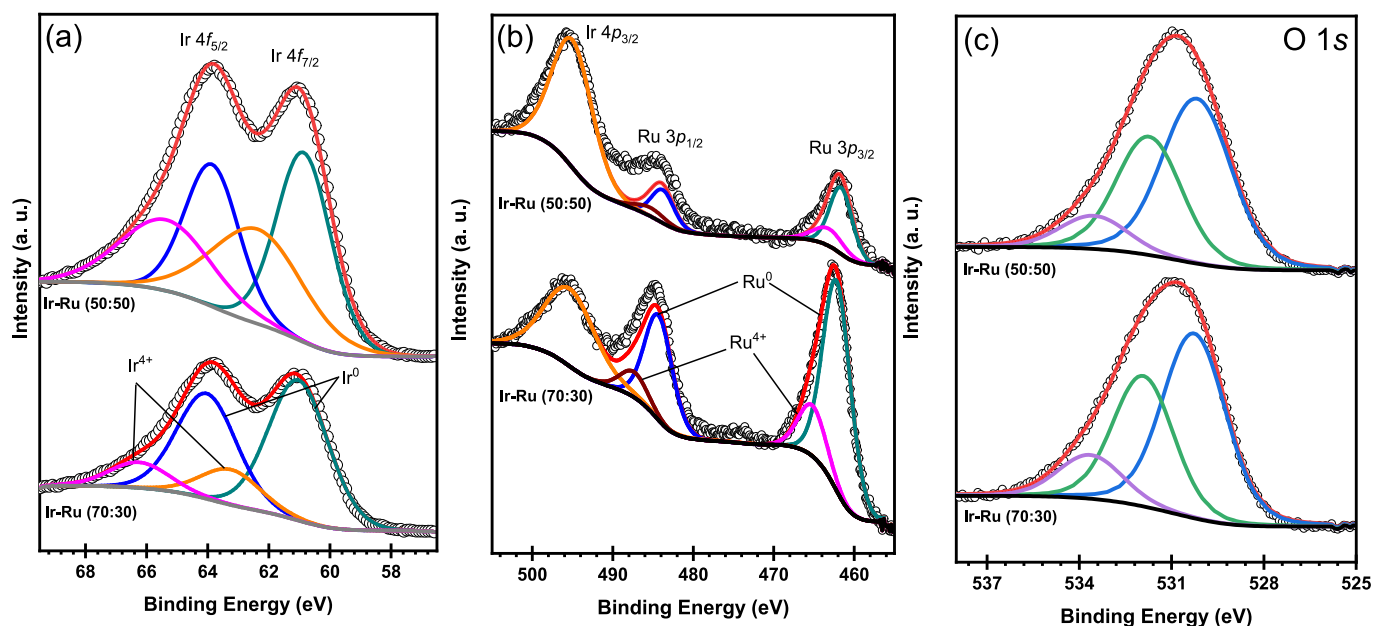 (a)
Ir 4f5/2
Ir 4f7/2
Ir-Ru (50:50)
Ir4+
Ir0
Ir-Ru (70:30)
68 66 64 62 60 58
Binding Energy (eV)
Intensity (a. u.)
(b)
Ir 4p3/2
Ru 3p1/2
Ru 3p3/2
Ir-Ru (50:50)
Ru0
Ru4+
Ir-Ru (70:30)
500 490 480 470 460
Binding Energy (eV)
Intensity (a. u.)
(c)
O 1s
Ir-Ru (50:50)
Ir-Ru (70:30)
537 534 531 528 525
Binding Energy (eV)
Intensity (a. u.)